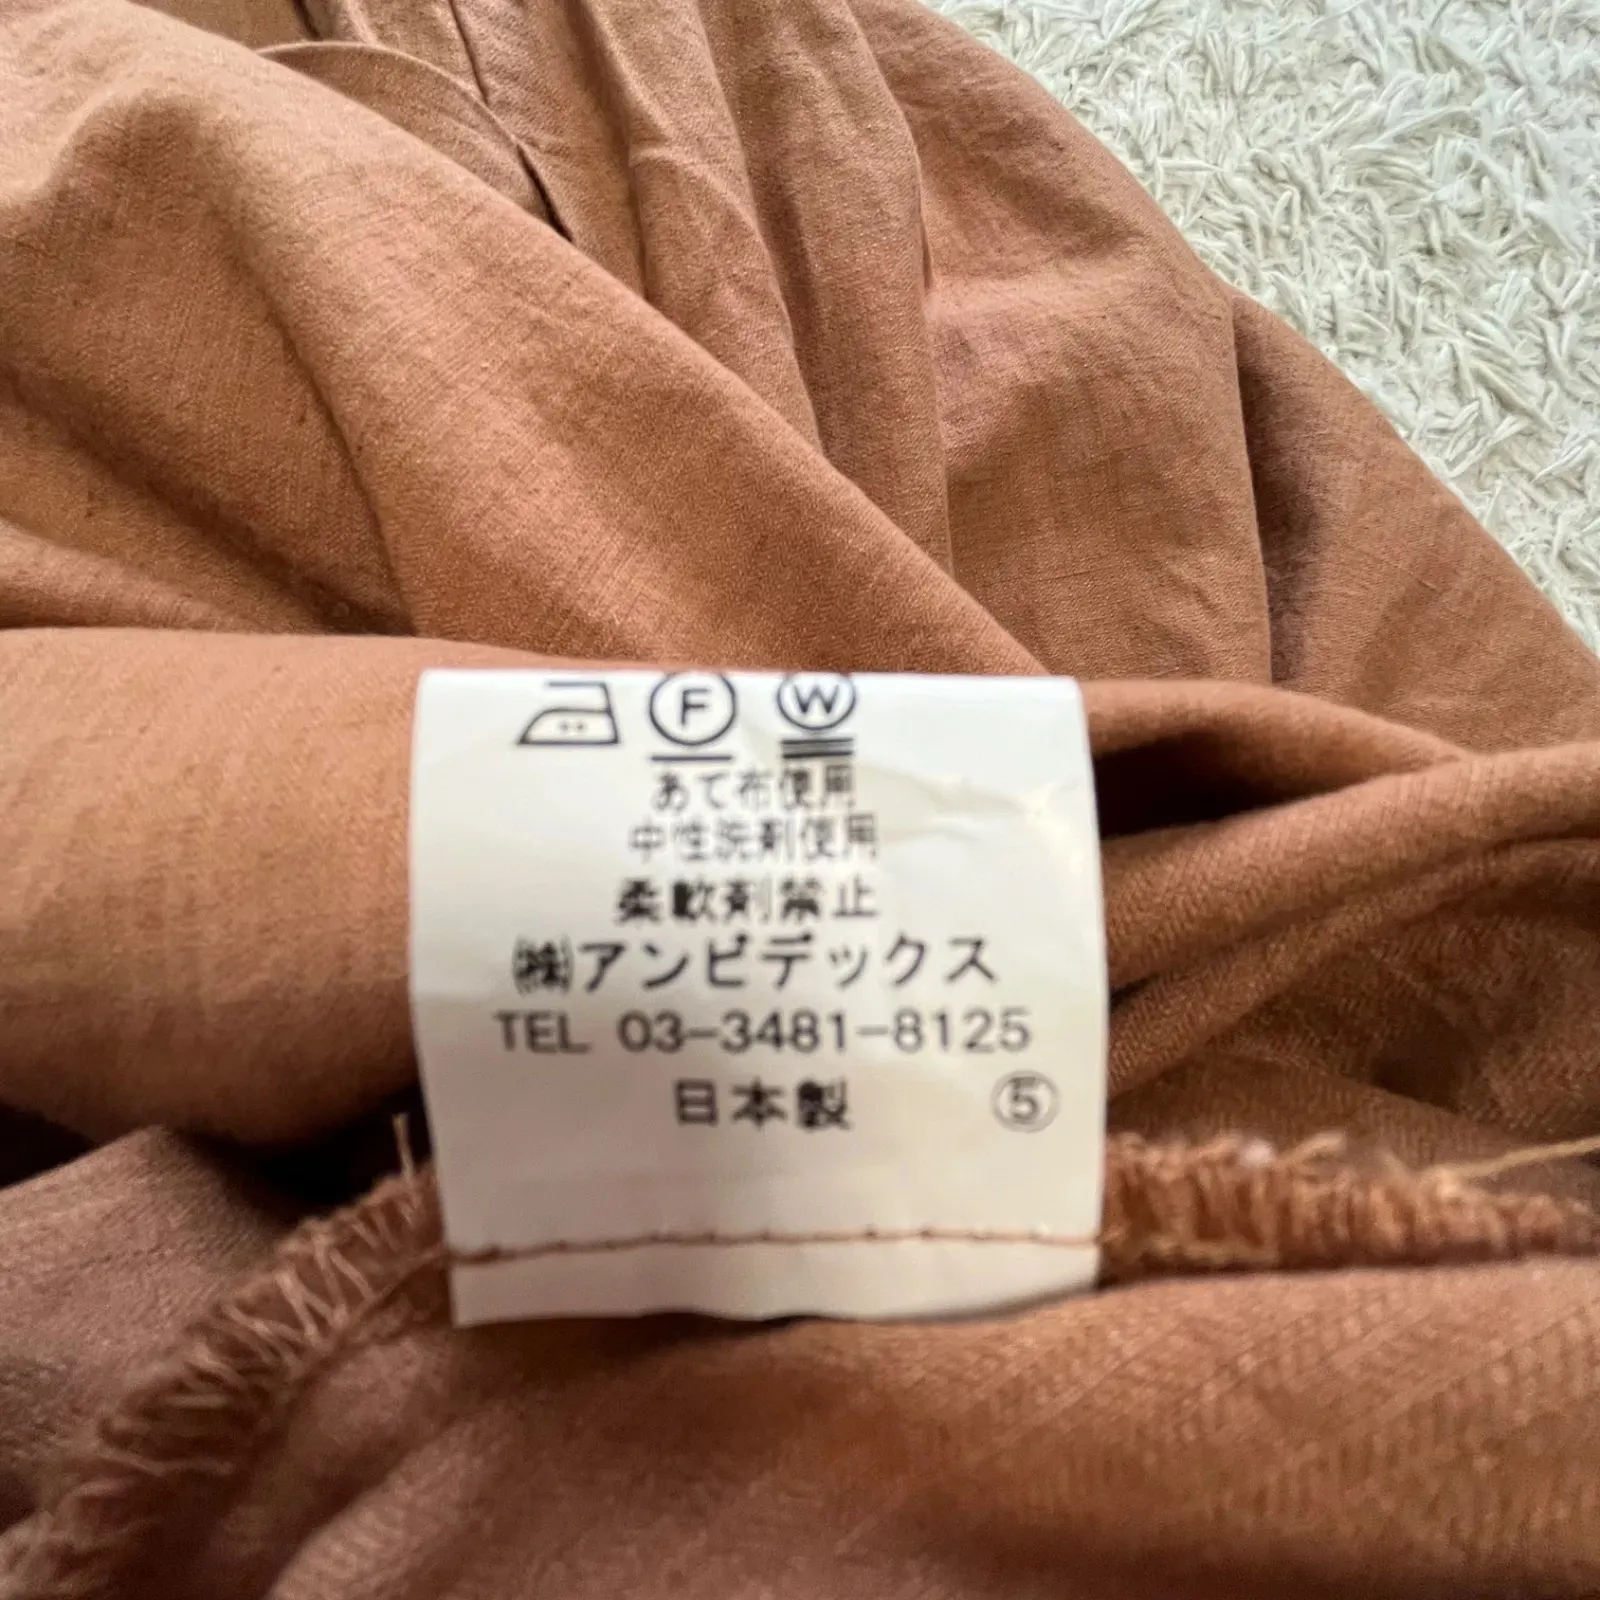 F W
あて布使用
中性洗剤使用
柔軟剤禁止
㈱アンビデックス
TEL 03-3481-8125
日本製 ⑤